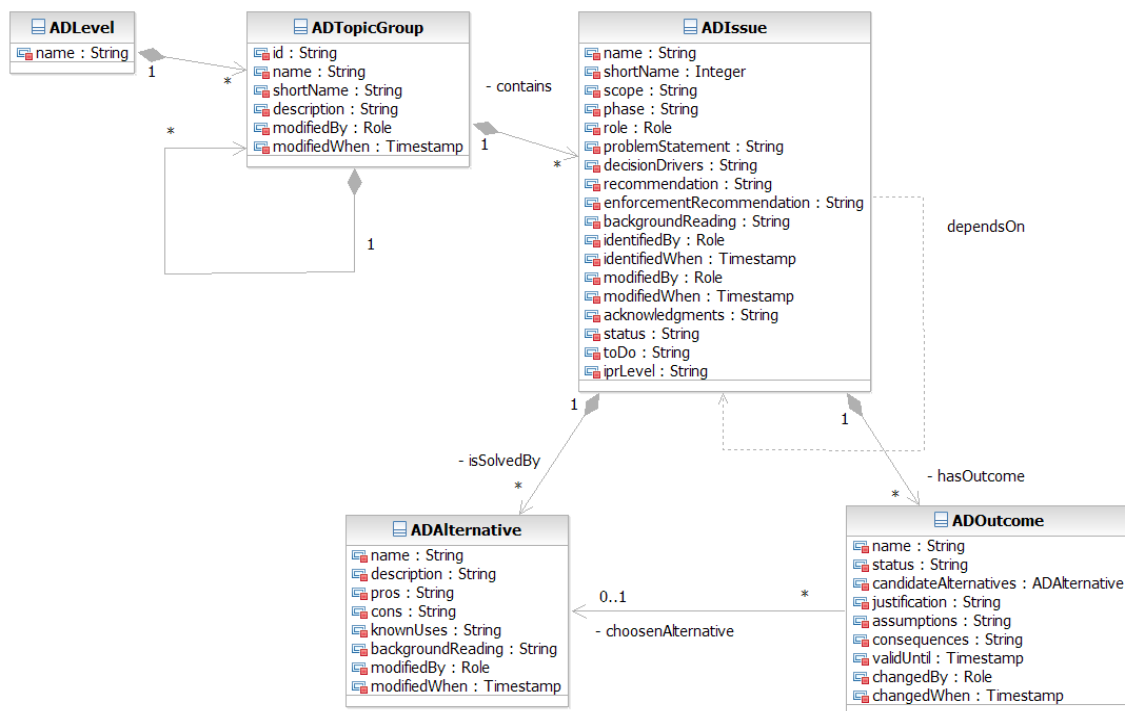 ADLevel
name : String
1
*
ADTopicGroup
id : String
name : String
shortName : String
description : String
modifiedBy : Role
modifiedWhen : Timestamp
*
1
- contains
1
*
ADIssue
name : String
shortName : Integer
scope : String
phase : String
role : Role
problemStatement : String
decisionDrivers : String
recommendation : String
enforcementRecommendation : String
backgroundReading : String
identifiedBy : Role
identifiedWhen : Timestamp
modifiedBy : Role
modifiedWhen : Timestamp
acknowledgments : String
status : String
toDo : String
iprLevel : String
dependsOn
1
- isSolvedBy
*
1
- hasOutcome
*
ADAlternative
name : String
description : String
pros : String
cons : String
knownUses : String
backgroundReading : String
modifiedBy : Role
modifiedWhen : Timestamp
0..1
*
- choosenAlternative
ADOutcome
name : String
status : String
candidateAlternatives : ADAlternative
justification : String
assumptions : String
consequences : String
validUntil : Timestamp
changedBy : Role
changedWhen : Timestamp